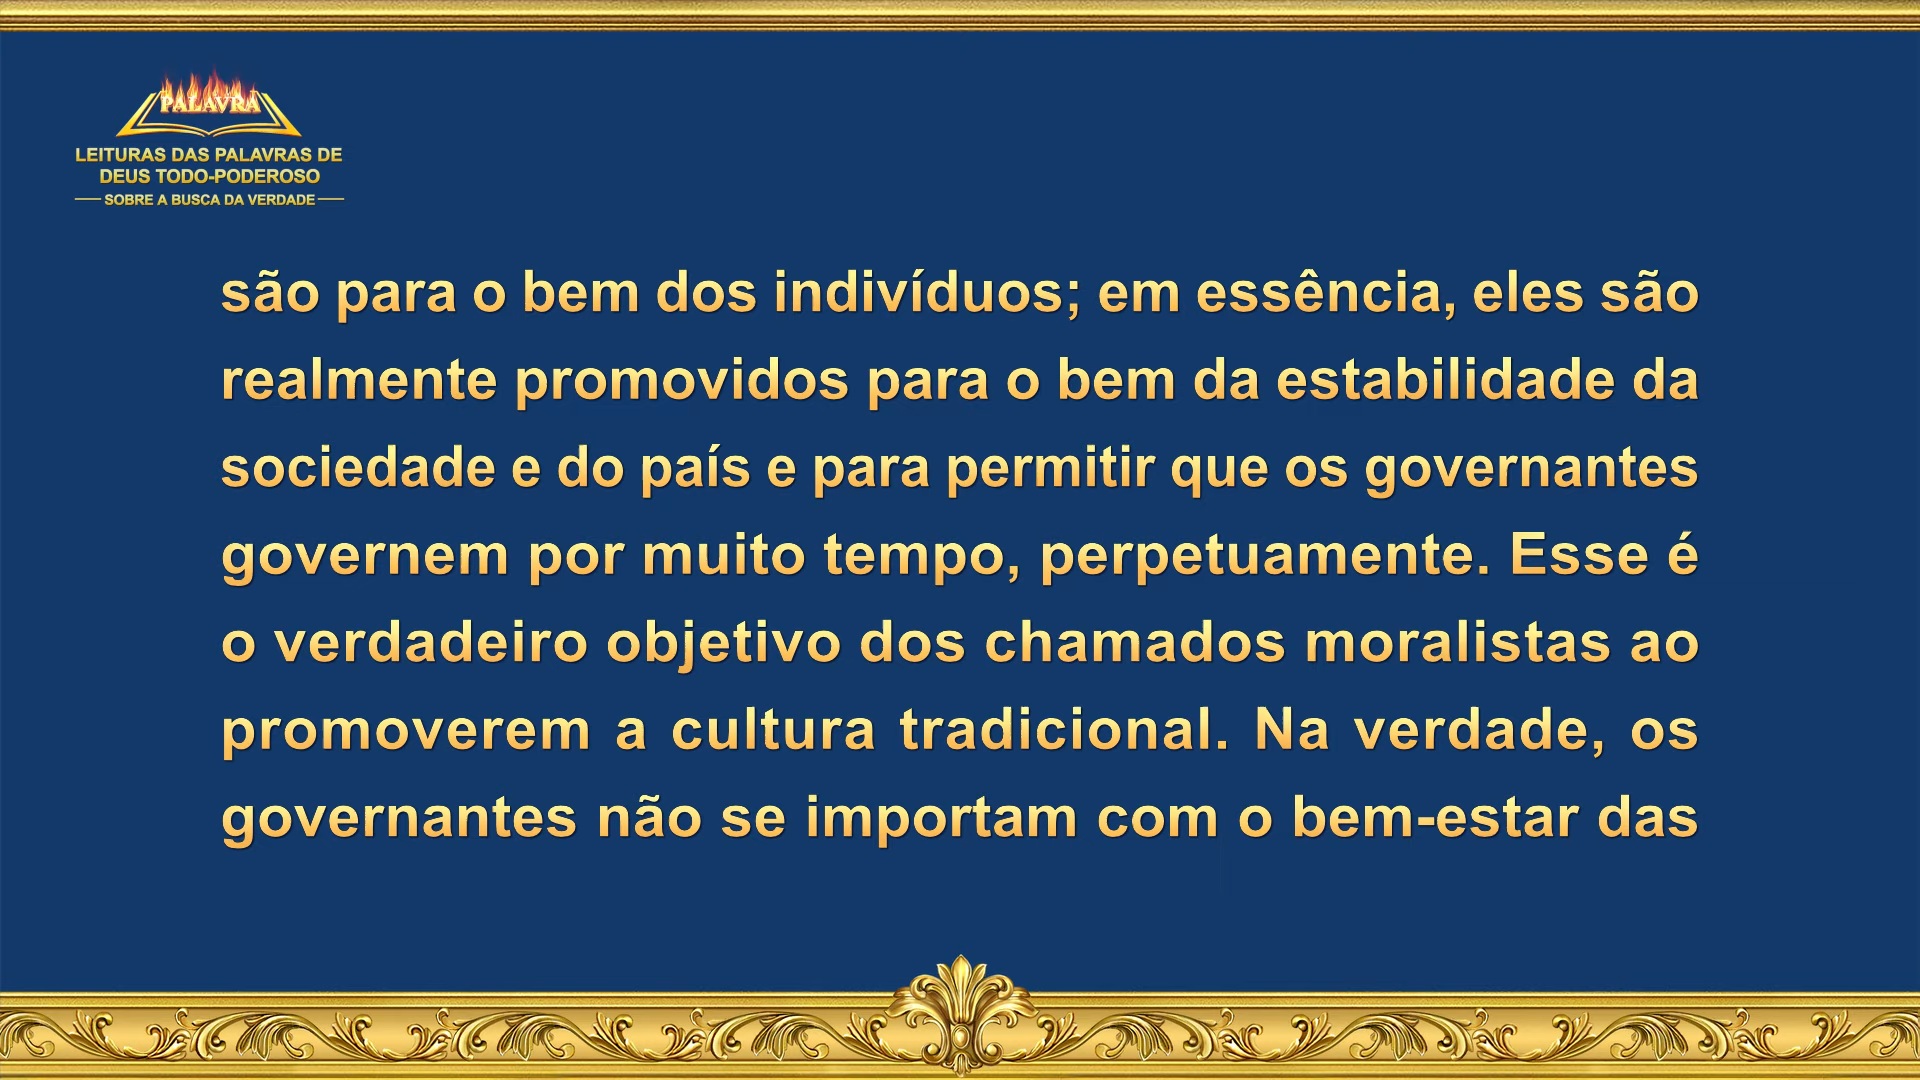 PALAVRA
LEITURAS DAS PALAVRAS DE
DEUS TODO-PODEROSO
SOBRE A BUSCA DA VERDADE
são para o bem dos indivíduos; em essência, eles são
realmente promovidos para o bem da estabilidade da
sociedade e do país e para permitir que os governantes
governem por muito tempo, perpetuamente. Esse é
o verdadeiro objetivo dos chamados moralistas ao
promoverem a cultura tradicional. Na verdade, os
governantes não se importam com o bem-estar das